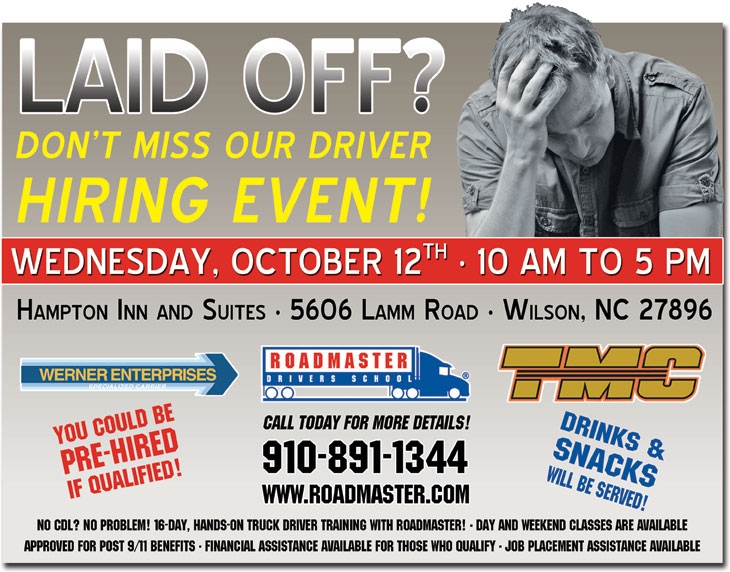 LAID OFF?
DON'T MISS OUR DRIVER
HIRING EVENT!
WEDNESDAY, OCTOBER 12TH · 10 AM TO 5 PM
HAMPTON INN AND SUITES · 5606 LAMM ROAD · WILSON, NC 27896
WERNER ENTERPRISES
SPECIALIZED CARRIER
ROADMASTER
DRIVERS SCHOOL
®
TMC
YOU COULD BE
PRE-HIRED
IF QUALIFIED!
CALL TODAY FOR MORE DETAILS!
910-891-1344
WWW.ROADMASTER.COM
DRINKS &
SNACKS
WILL BE SERVED!
NO CDL? NO PROBLEM! 16-DAY, HANDS-ON TRUCK DRIVER TRAINING WITH ROADMASTER! · DAY AND WEEKEND CLASSES ARE AVAILABLE
APPROVED FOR POST 9/11 BENEFITS · FINANCIAL ASSISTANCE AVAILABLE FOR THOSE WHO QUALIFY · JOB PLACEMENT ASSISTANCE AVAILABLE